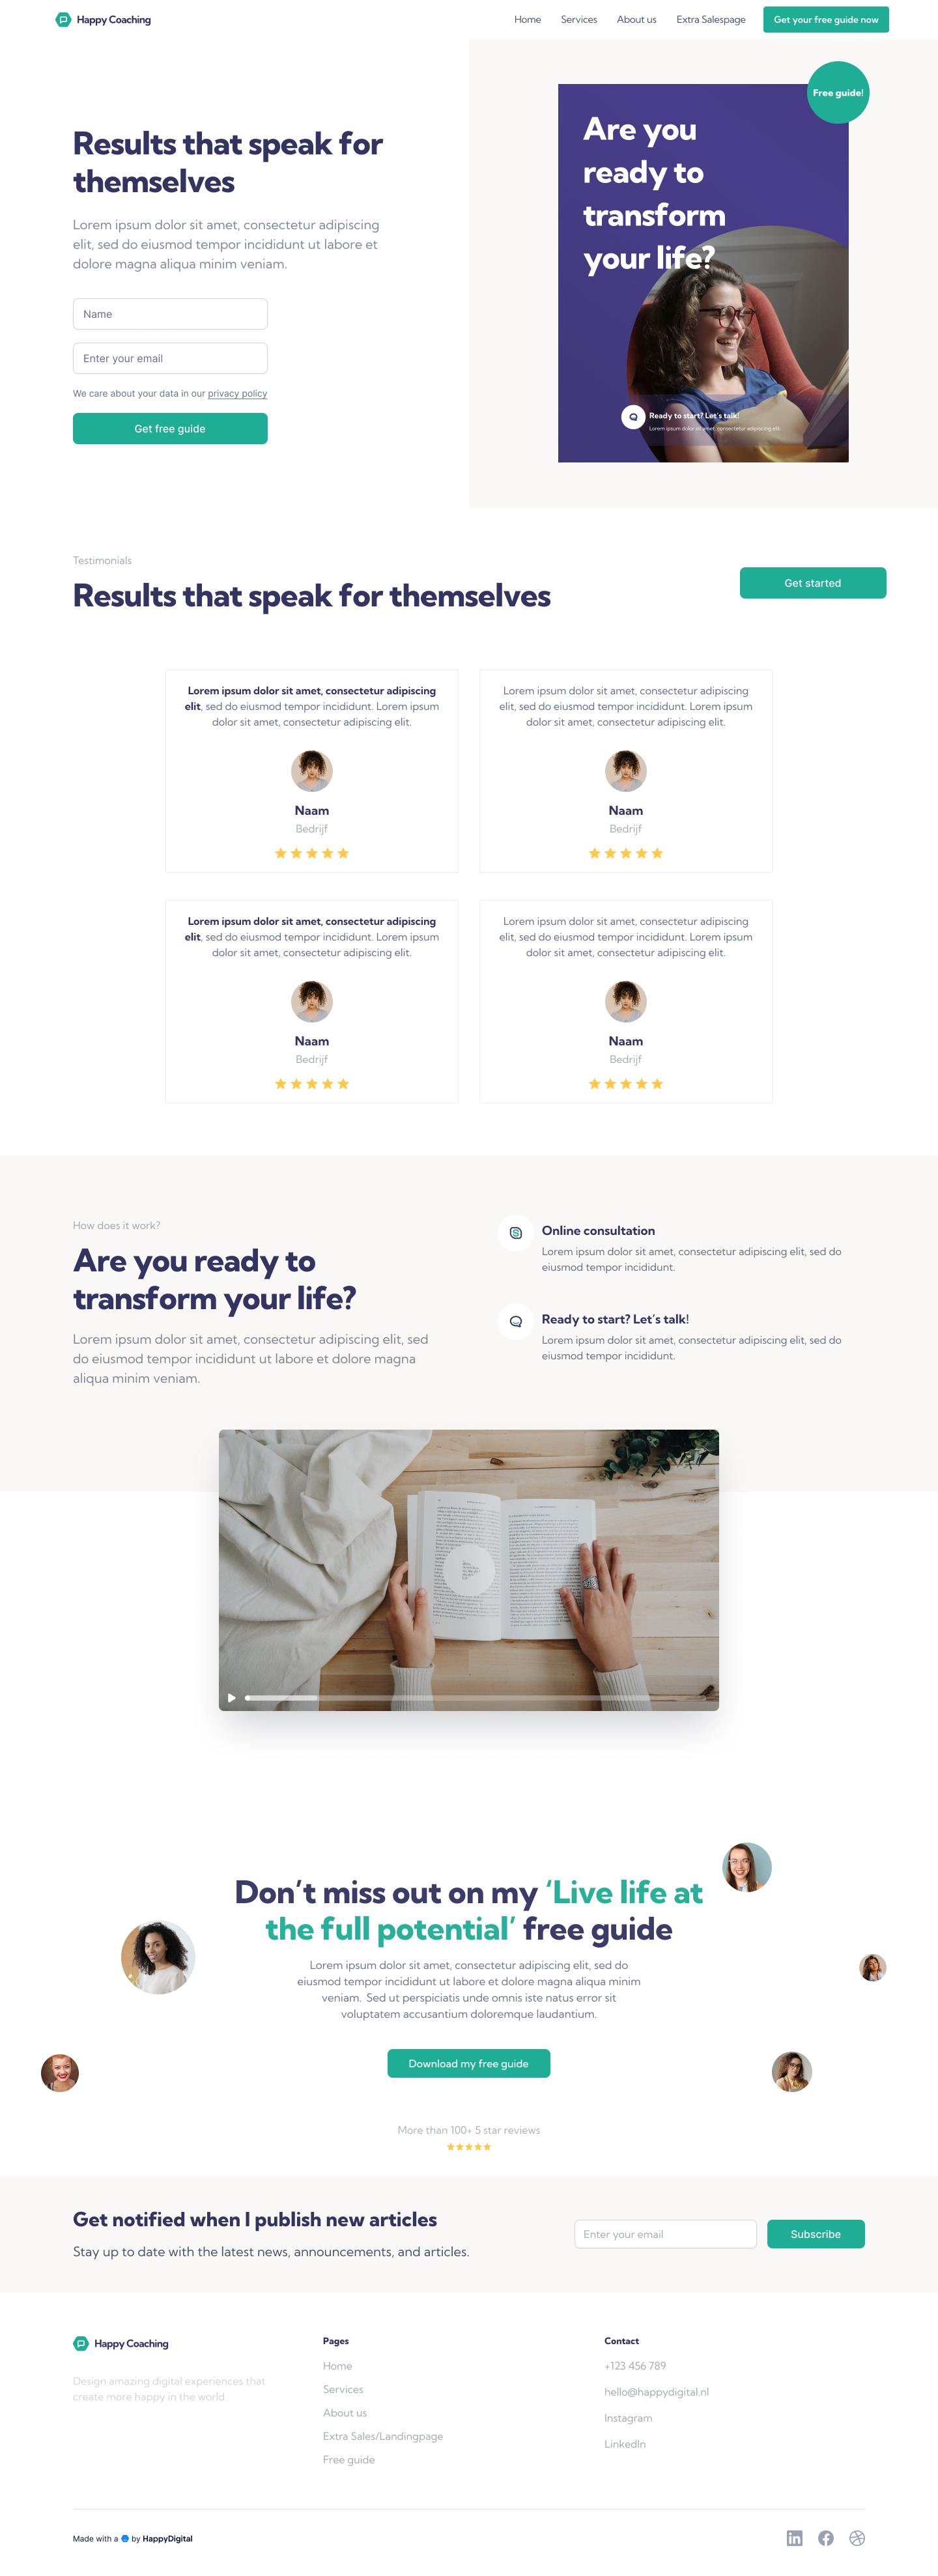 Happy Coaching
Home
Services
About us
Extra Salespage
Get your free guide now
Results that speak for
themselves
Lorem ipsum dolor sit amet, consectetur adipiscing
elit, sed do eiusmod tempor incididunt ut labore et
dolore magna aliqua minim veniam.
Name
Enter your email
We care about your data in our privacy policy
Get free guide
Free guide!
Are you
ready to
transform
your life?
Ready to start? Let's talk!
Lorem ipsum dolor sit amet, consectetur adipiscing elit
Testimonials
Results that speak for themselves
Get started
Lorem ipsum dolor sit amet, consectetur adipiscing
elit, sed do eiusmod tempor incididunt. Lorem ipsum
dolor sit amet, consectetur adipiscing elit.
Naam
Bedrijf
Lorem ipsum dolor sit amet, consectetur adipiscing
elit, sed do eiusmod tempor incididunt. Lorem ipsum
dolor sit amet, consectetur adipiscing elit.
Naam
Bedrijf
Lorem ipsum dolor sit amet, consectetur adipiscing
elit, sed do eiusmod tempor incididunt. Lorem ipsum
dolor sit amet, consectetur adipiscing elit.
Naam
Bedrijf
Lorem ipsum dolor sit amet, consectetur adipiscing
elit, sed do eiusmod tempor incididunt. Lorem ipsum
dolor sit amet, consectetur adipiscing elit.
Naam
Bedrijf
How does it work?
Are you ready to
transform your life?
Lorem ipsum dolor sit amet, consectetur adipiscing elit, sed
do eiusmod tempor incididunt ut labore et dolore magna
aliqua minim veniam.
Online consultation
Lorem ipsum dolor sit amet, consectetur adipiscing elit, sed do
eiusmod tempor incididunt.
Ready to start? Let's talk!
Lorem ipsum dolor sit amet, consectetur adipiscing elit, sed do
eiusmod tempor incididunt.
Don't miss out on my ‘Live life at
the full potential’ free guide
Lorem ipsum dolor sit amet, consectetur adipiscing elit, sed do
eiusmod tempor incididunt ut labore et dolore magna aliqua minim
veniam. Sed ut perspiciatis unde omnis iste natus error sit
voluptatem accusantium doloremque laudantium.
Download my free guide
More than 100+ 5 star reviews
Get notified when I publish new articles
Stay up to date with the latest news, announcements, and articles.
Enter your email
Subscribe
Happy Coaching
Design amazing digital experiences that
create more happy in the world.
Pages
Home
Services
About us
Extra Sales/Landingpage
Free guide
Contact
+123 456 789
hello@happydigital.nl
Instagram
LinkedIn
Made with a by HappyDigital